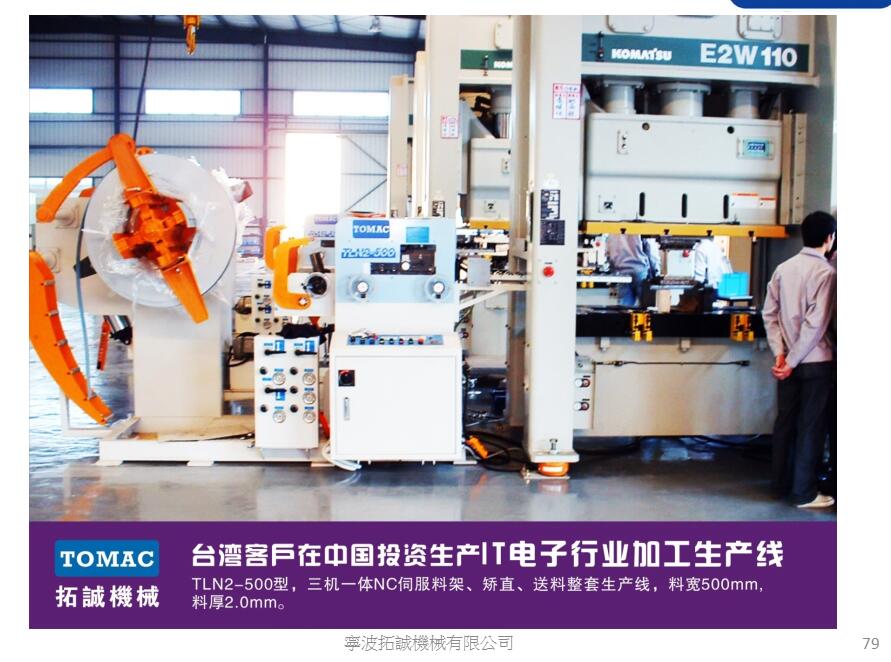 KOMATSU E2W110
TOMAC
TLN2-500
TOMAC
拓誠機械
台湾客戶在中国投资生产IT电子行业加工生产线
TLN2-500型，三机一体NC伺服料架、矫直、送料整套生产线，料宽500mm,
料厚2.0mm。
寧波拓誠機械有限公司
79